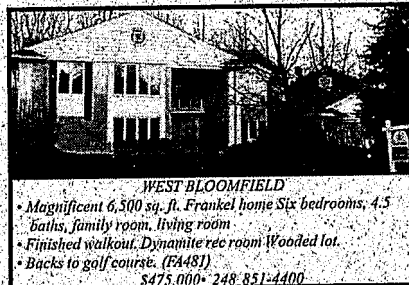 WEST BLOOMFIELD
• Magnificent 6,500 sq. ft. Frankel home Six bedrooms, 4.5
baths, family room, living room
• Finished walkout. Dynamite rec room Wooded lot.
• Backs to golf course. (FA481)
$475,000 • 248 851-4400